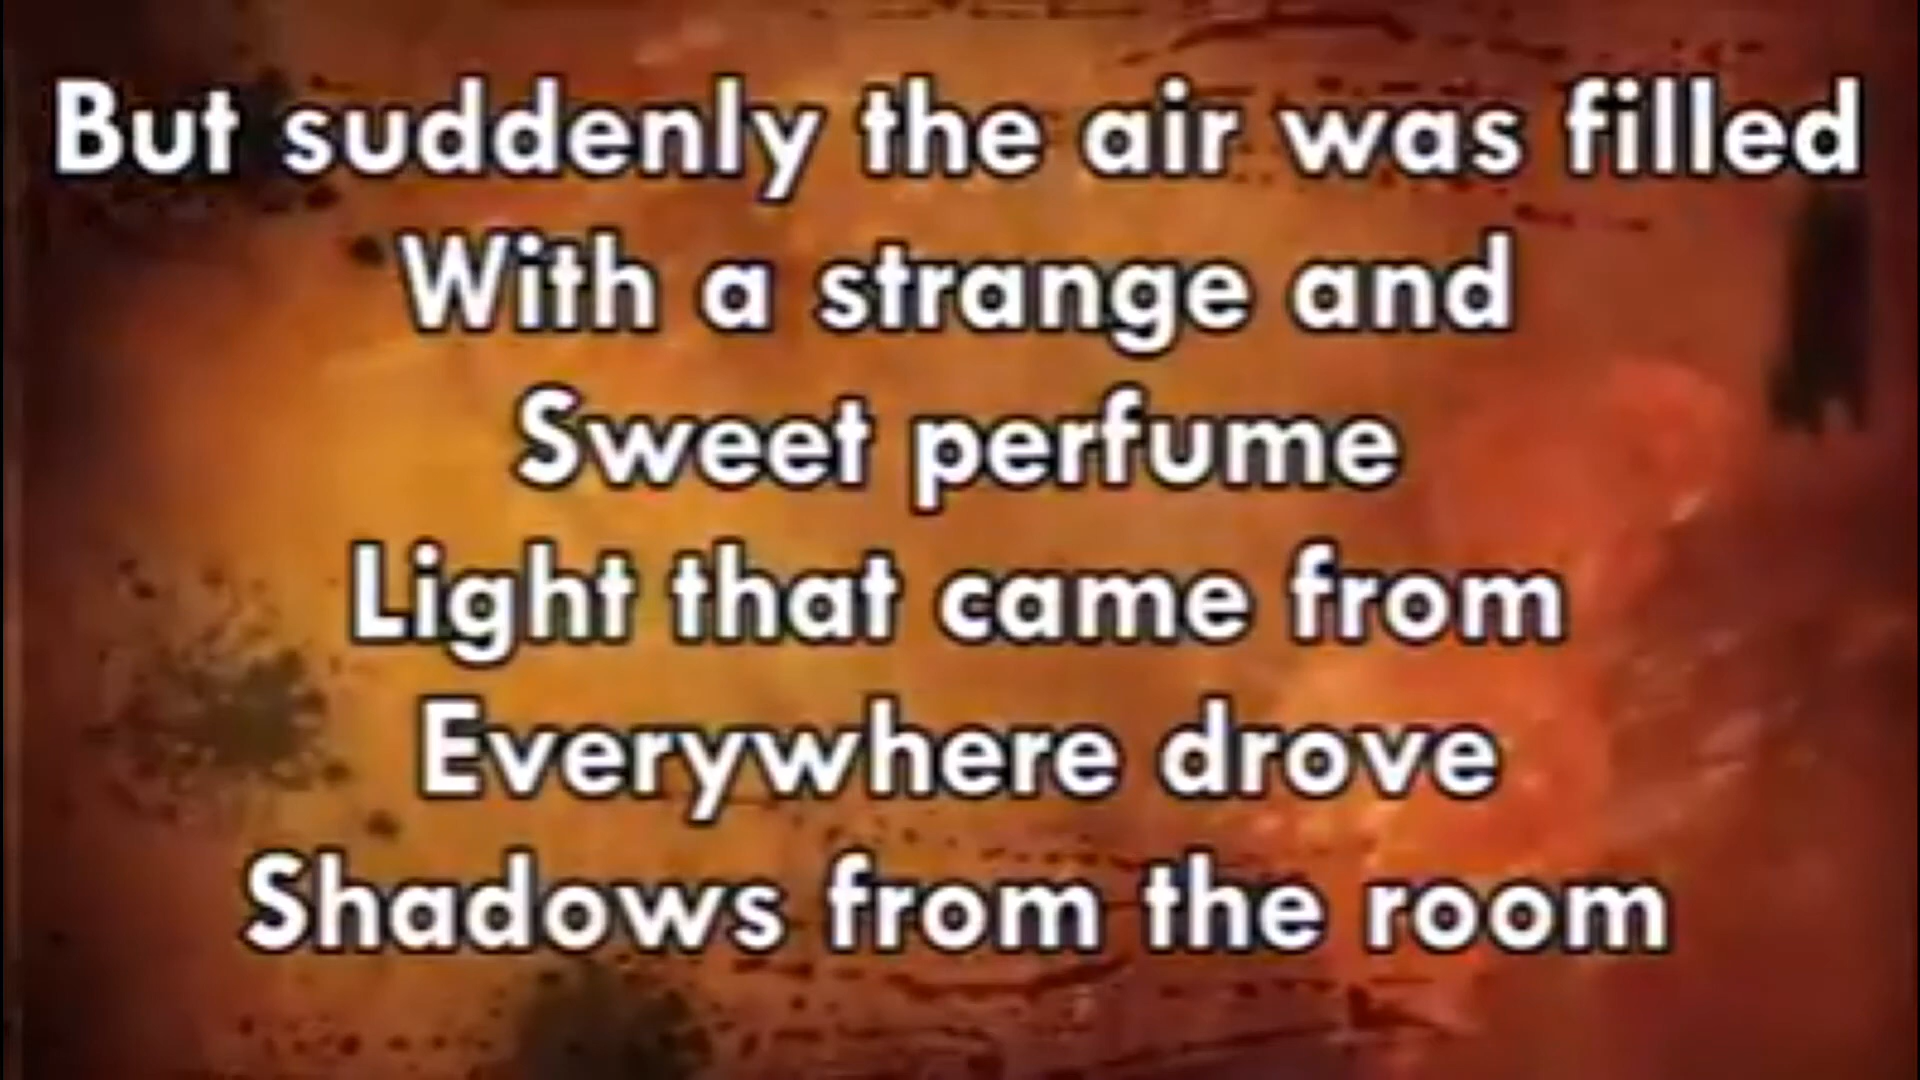 But suddenly the air was filled
With a strange and
Sweet perfume
Light that came from
Everywhere drove
Shadows from the room